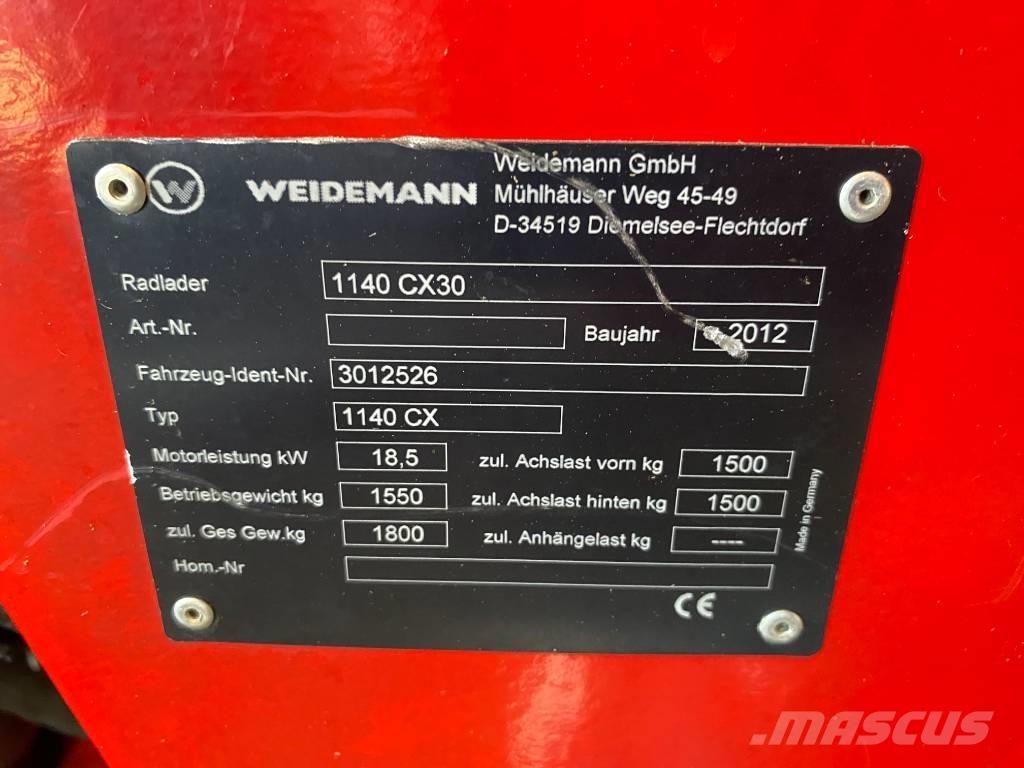 W WEIDEMANN
Weidemann GmbH
Mühlhäuser Weg 45-49
D-34519 Diemelsee-Flechtdorf
Radlader 1140 CX30
Art.-Nr. Baujahr 2012
Fahrzeug-Ident-Nr. 3012526
Typ 1140 CX
Motorleistung kW 18,5 zul. Achslast vorn kg 1500
Betriebsgewicht kg 1550 zul. Achslast hinten kg 1500
zul. Ges Gew.kg 1800 zul. Anhängelast kg ----
Hom.-Nr
Made in Germany
CE
MASCUS